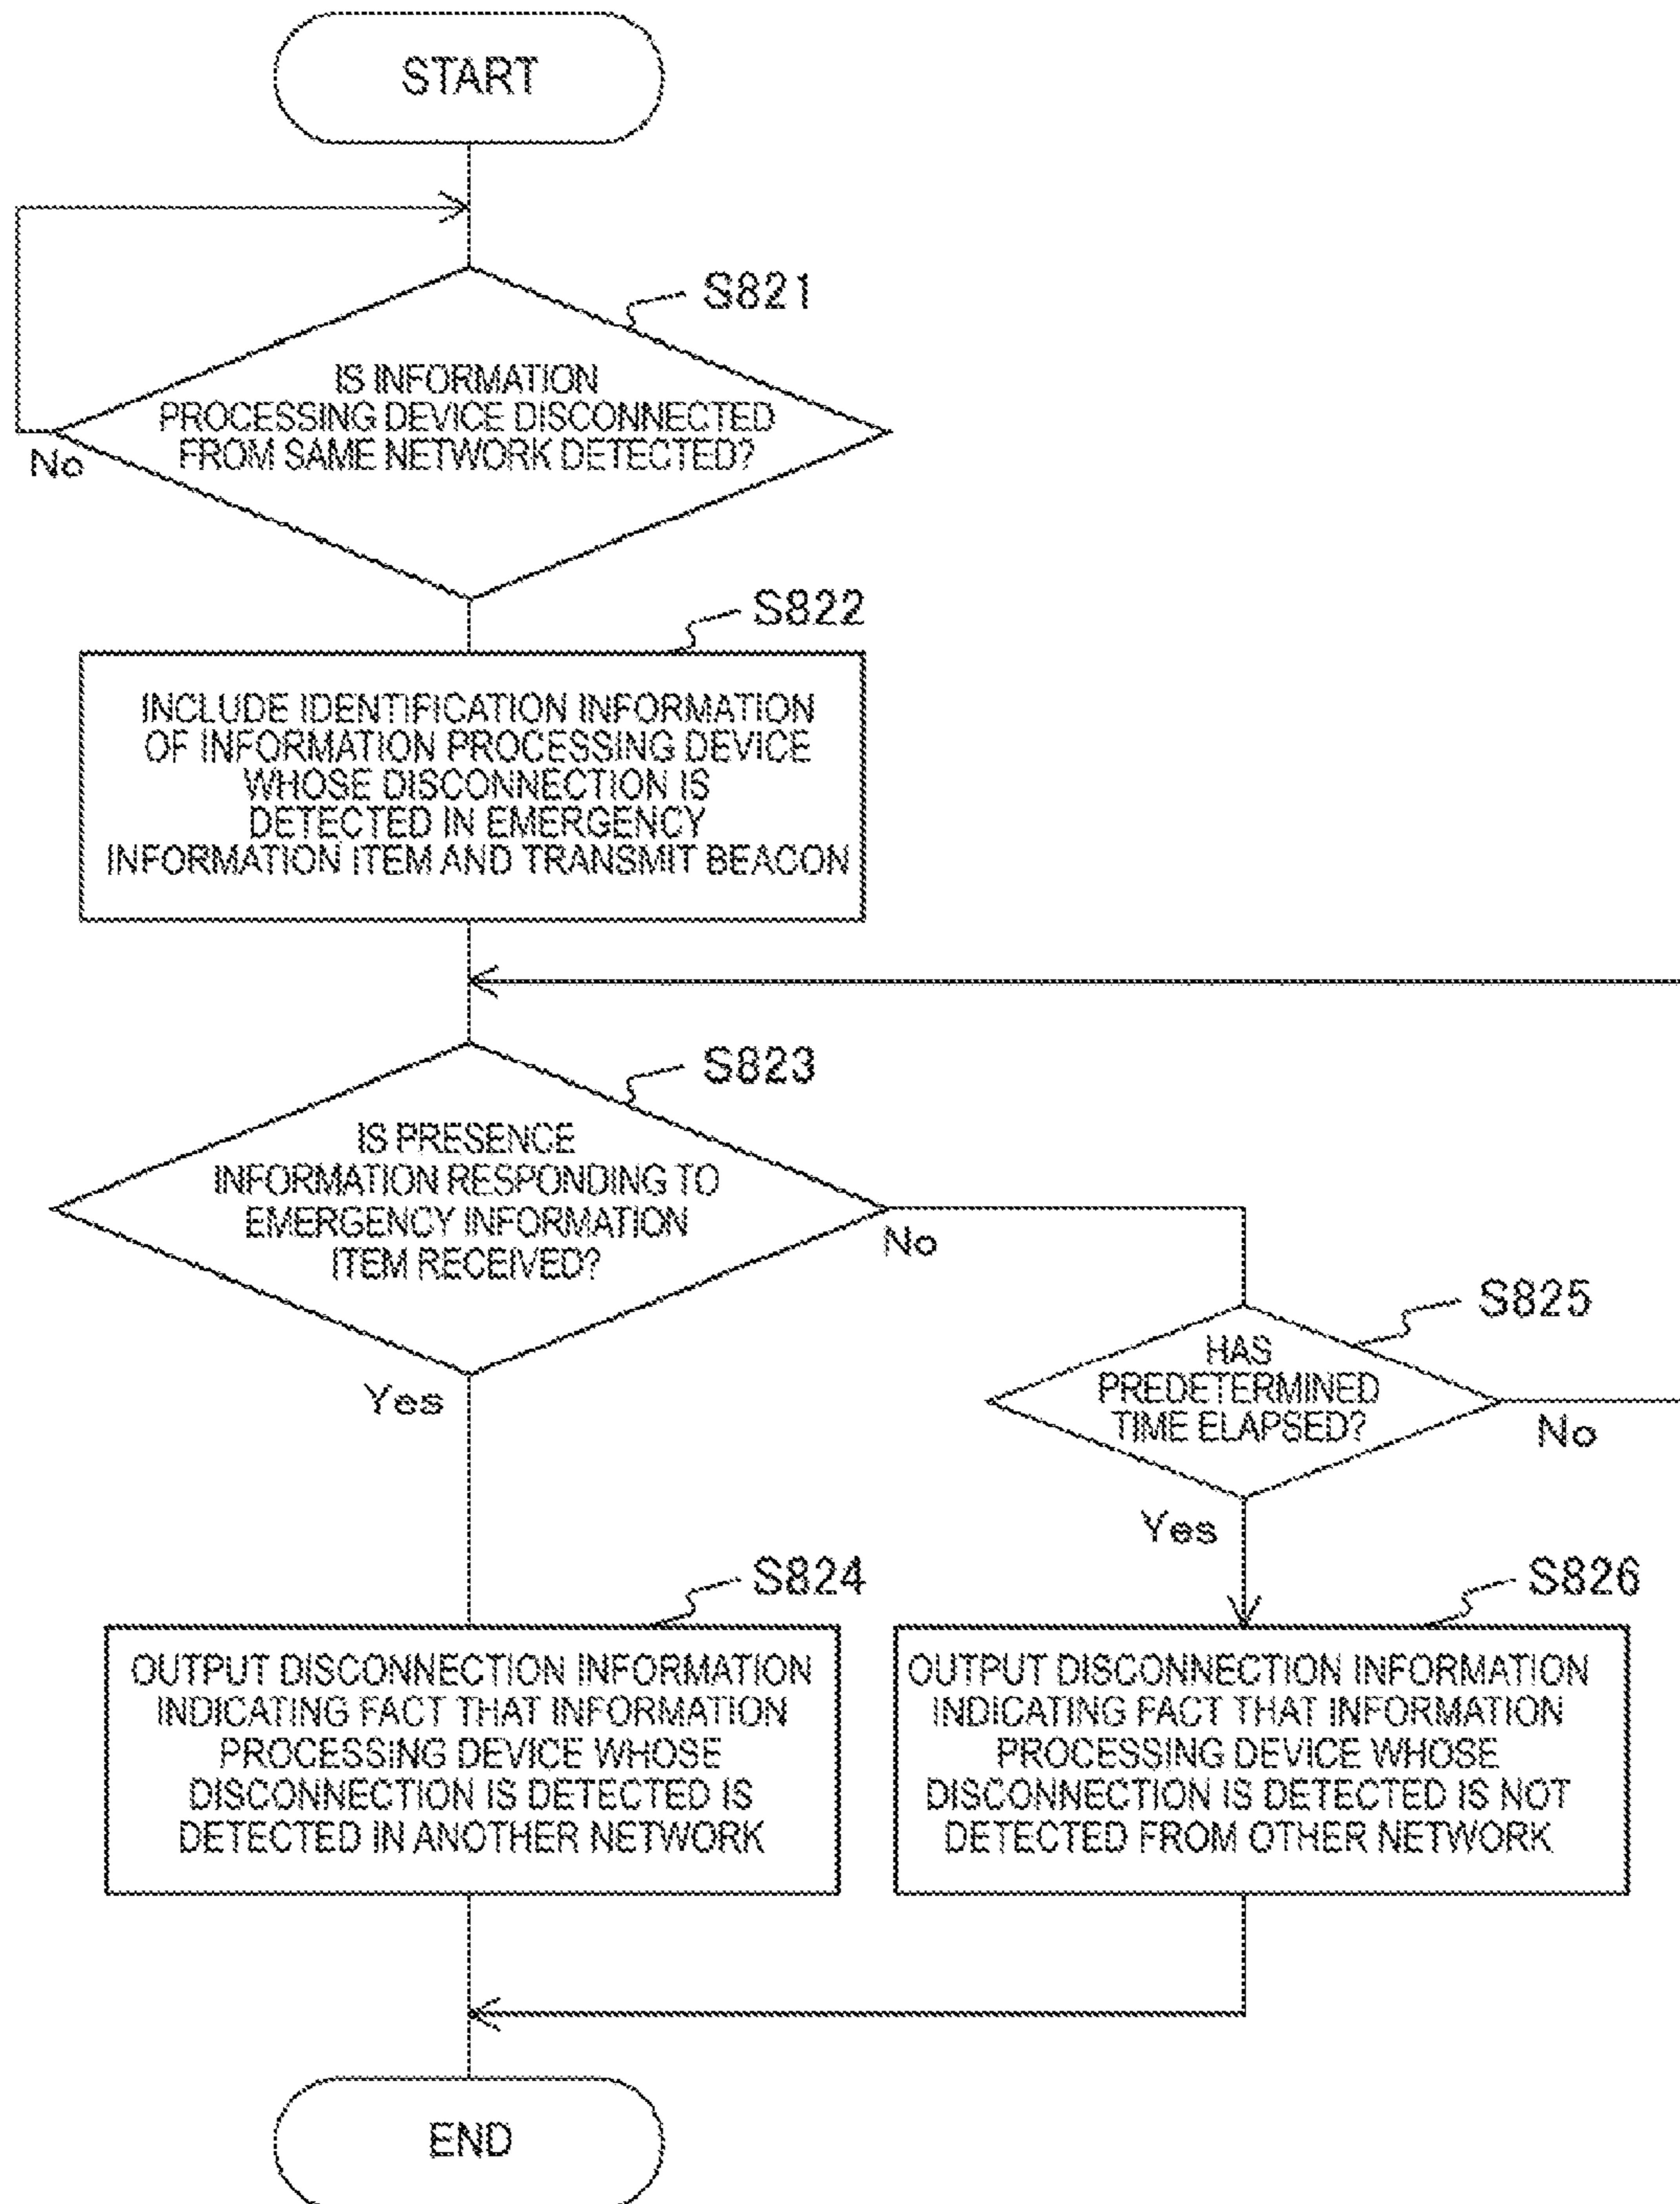 START
S821
IS INFORMATION
PROCESSING DEVICE DISCONNECTED
FROM SAME NETWORK DETECTED?
No
S822
INCLUDE IDENTIFICATION INFORMATION
OF INFORMATION PROCESSING DEVICE
WHOSE DISCONNECTION IS
DETECTED IN EMERGENCY
INFORMATION ITEM AND TRANSMIT BEACON
S823
IS PRESENCE
INFORMATION RESPONDING TO
EMERGENCY INFORMATION
ITEM RECEIVED?
No
Yes
S825
HAS
PREDETERMINED
TIME ELAPSED?
No
Yes
S824
OUTPUT DISCONNECTION INFORMATION
INDICATING FACT THAT INFORMATION
PROCESSING DEVICE WHOSE
DISCONNECTION IS DETECTED IS
DETECTED IN ANOTHER NETWORK
S826
OUTPUT DISCONNECTION INFORMATION
INDICATING FACT THAT INFORMATION
PROCESSING DEVICE WHOSE
DISCONNECTION IS DETECTED IS NOT
DETECTED FROM OTHER NETWORK
END